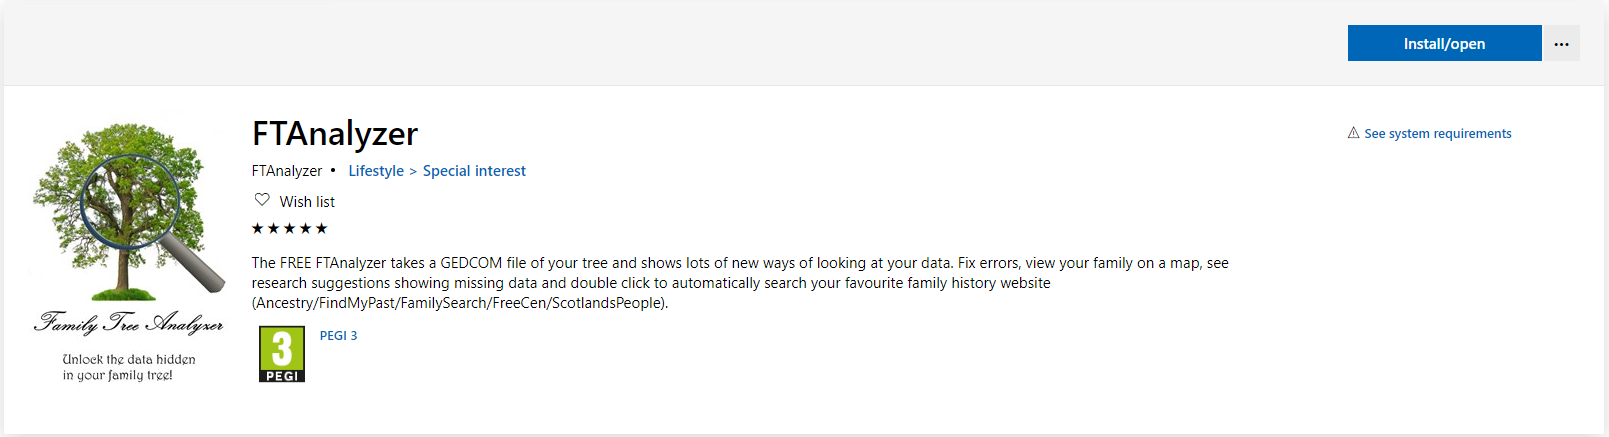 Install/open
...
FTAnalyzer
See system requirements
FTAnalyzer • Lifestyle > Special interest
Wish list
The FREE FTAnalyzer takes a GEDCOM file of your tree and shows lots of new ways of looking at your data. Fix errors, view your family on a map, see
research suggestions showing missing data and double click to automatically search your favourite family history website
(Ancestry/FindMyPast/FamilySearch/FreeCen/ScotlandsPeople).
Family Tree Analyzer
Unlock the data hidden
in your family tree!
3
PEGI
PEGI 3